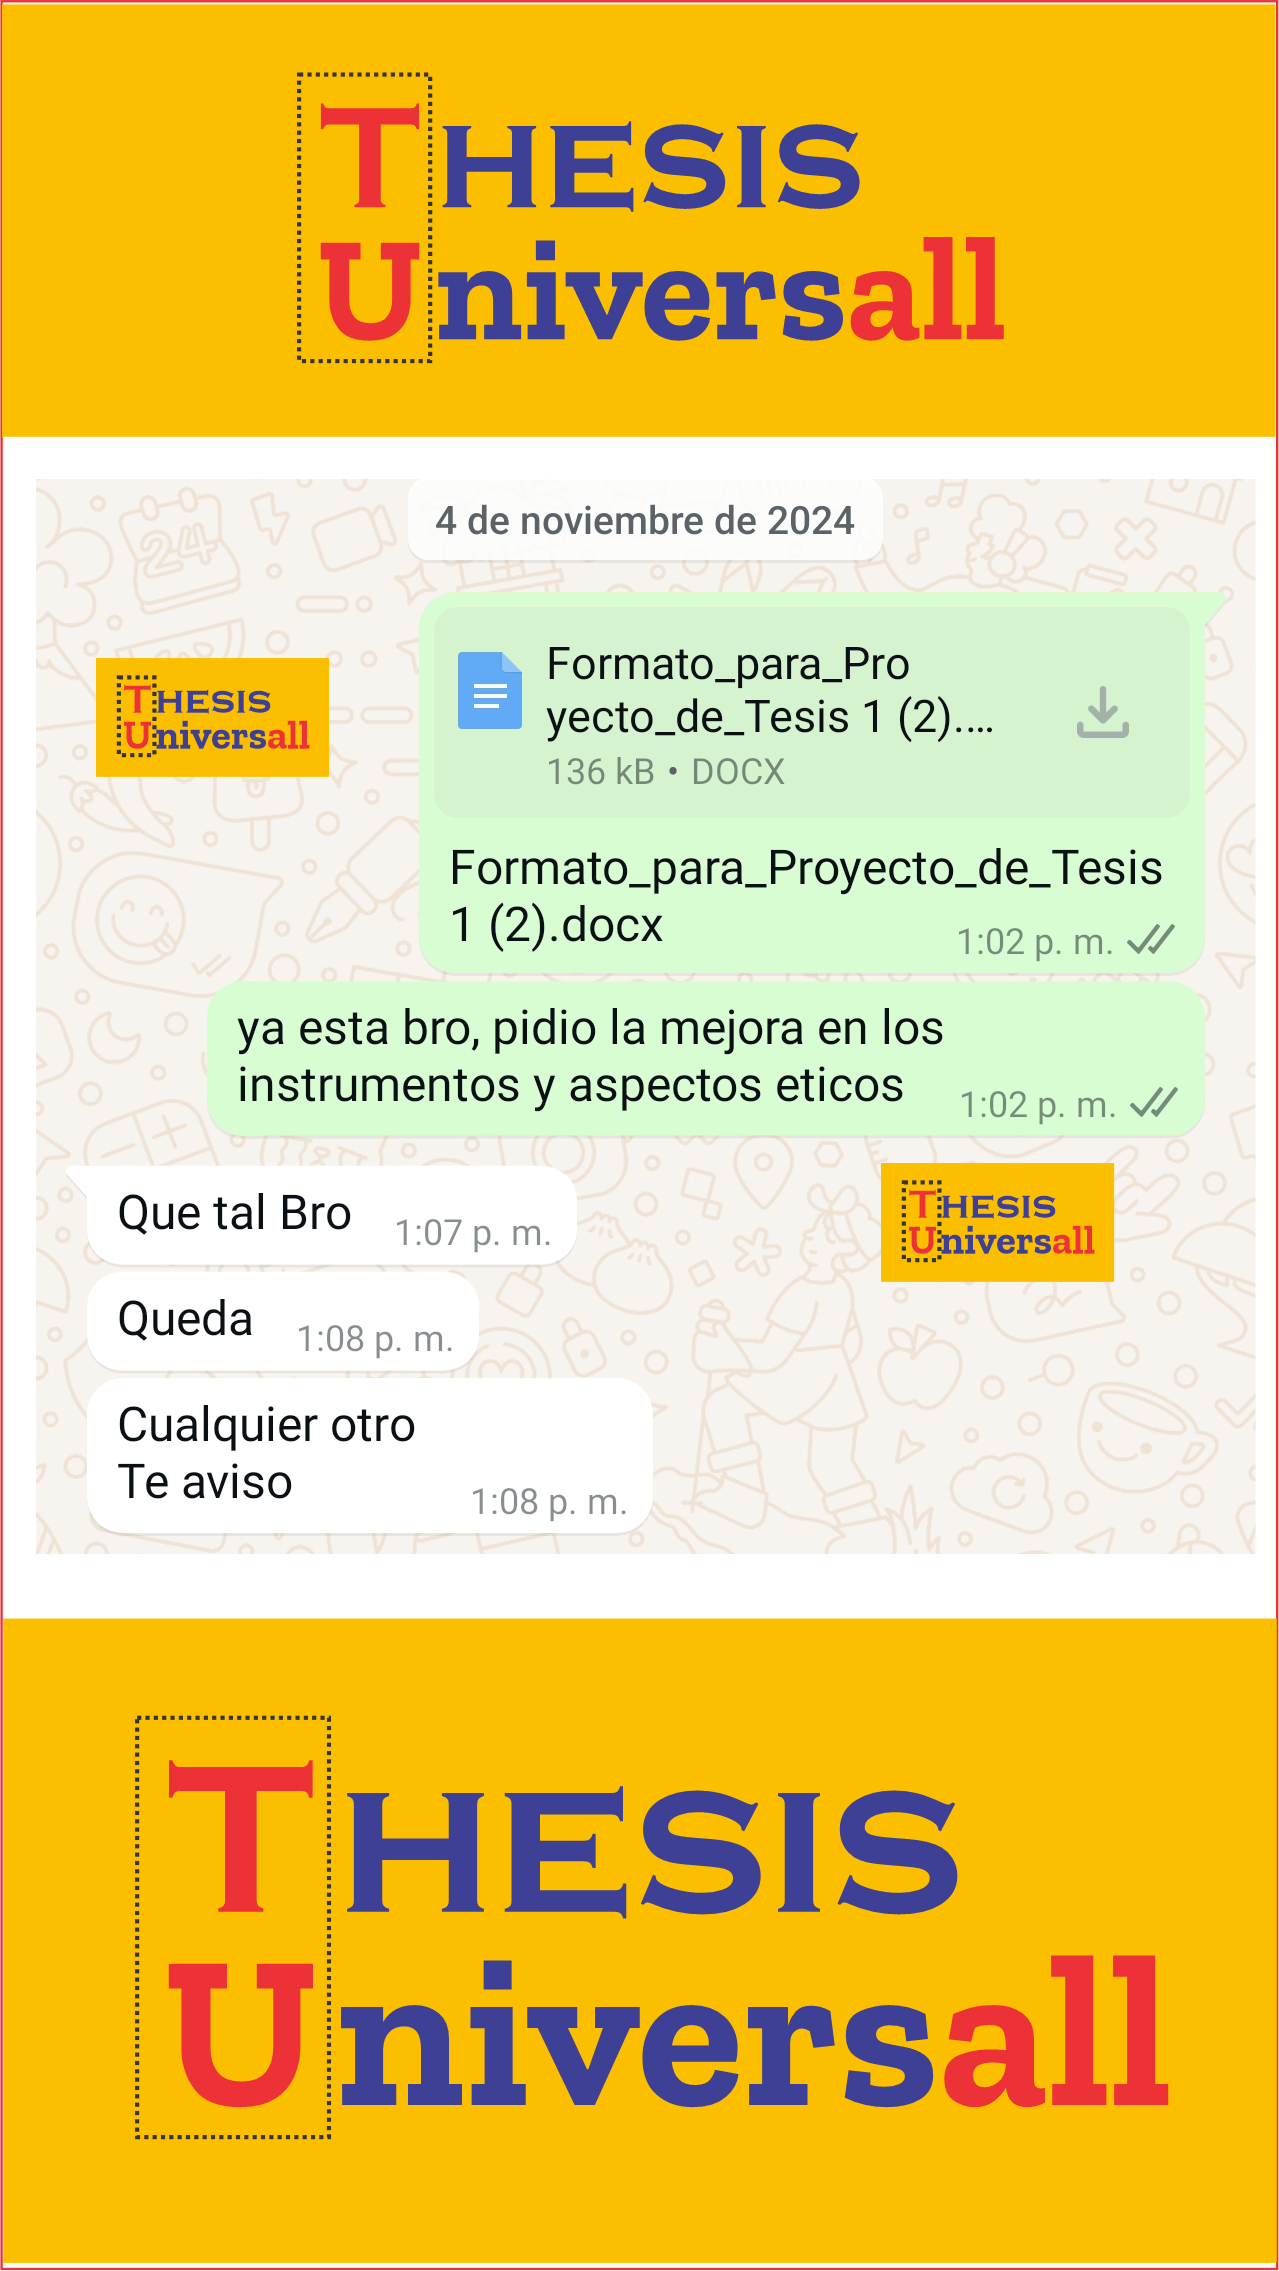 THESIS
Universall
4 de noviembre de 2024
THESIS
Universall
Formato_para_Pro
yecto_de_Tesis 1 (2)....
136 kB • DOCX
Formato_para_Proyecto_de_Tesis
1 (2).docx
1:02 p. m.
ya esta bro, pidio la mejora en los
instrumentos y aspectos eticos
1:02 p. m.
Que tal Bro
1:07 p. m.
THESIS
Universall
Queda
1:08 p. m.
Cualquier otro
Te aviso
1:08 p. m.
THESIS
Universall